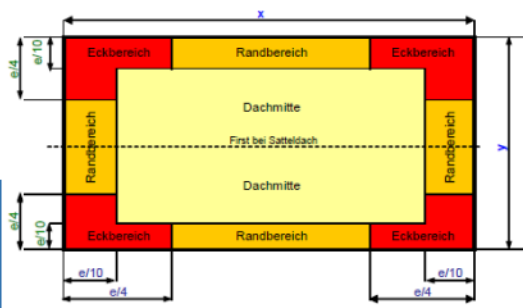 x
e/10
e/4
Eckbereich
Randbereich
Eckbereich
Randbereich
Dachmitte
First bei Satteldach
Dachmitte
Randbereich
y
e/4
e/10
Eckbereich
Randbereich
Eckbereich
e/10
e/10
e/4
e/4